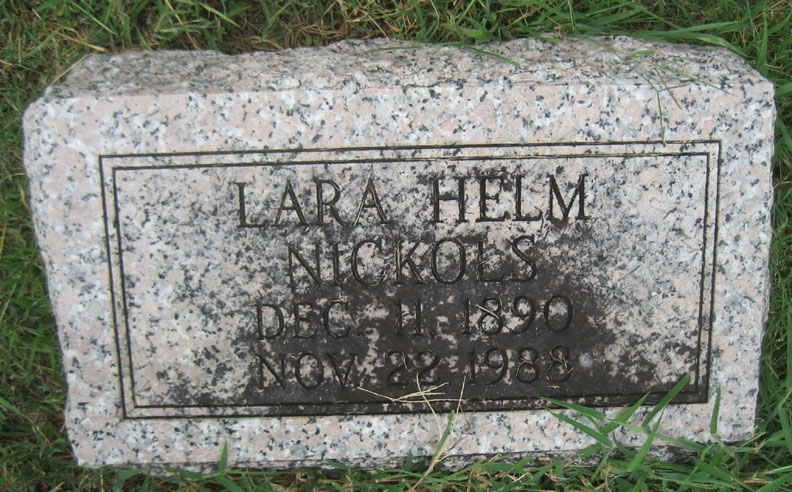 LARA HELM
NICKOLS
DEC. 11, 1890
NOV. 22, 1988